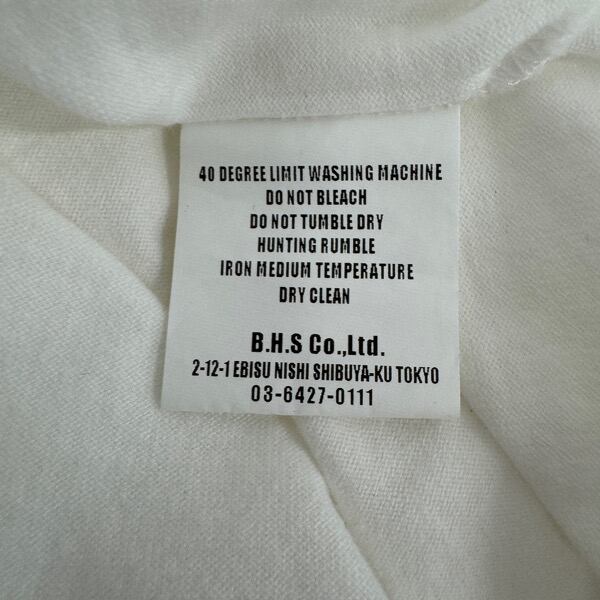 40 DEGREE LIMIT WASHING MACHINE
DO NOT BLEACH
DO NOT TUMBLE DRY
HUNTING RUMBLE
IRON MEDIUM TEMPERATURE
DRY CLEAN
B.H.S Co.,Ltd.
2-12-1 EBISU NISHI SHIBUYA-KU TOKYO
03-6427-0111